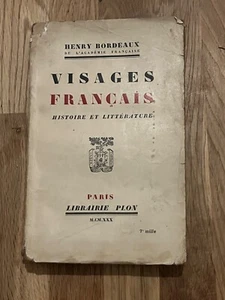 HENRY BORDEAUX
DE L'ACADÉMIE FRANÇAISE
VISAGES
FRANÇAIS
HISTOIRE ET LITTÉRATURE
PARIS
LIBRAIRIE PLON
M.CM.XXX
7e mille